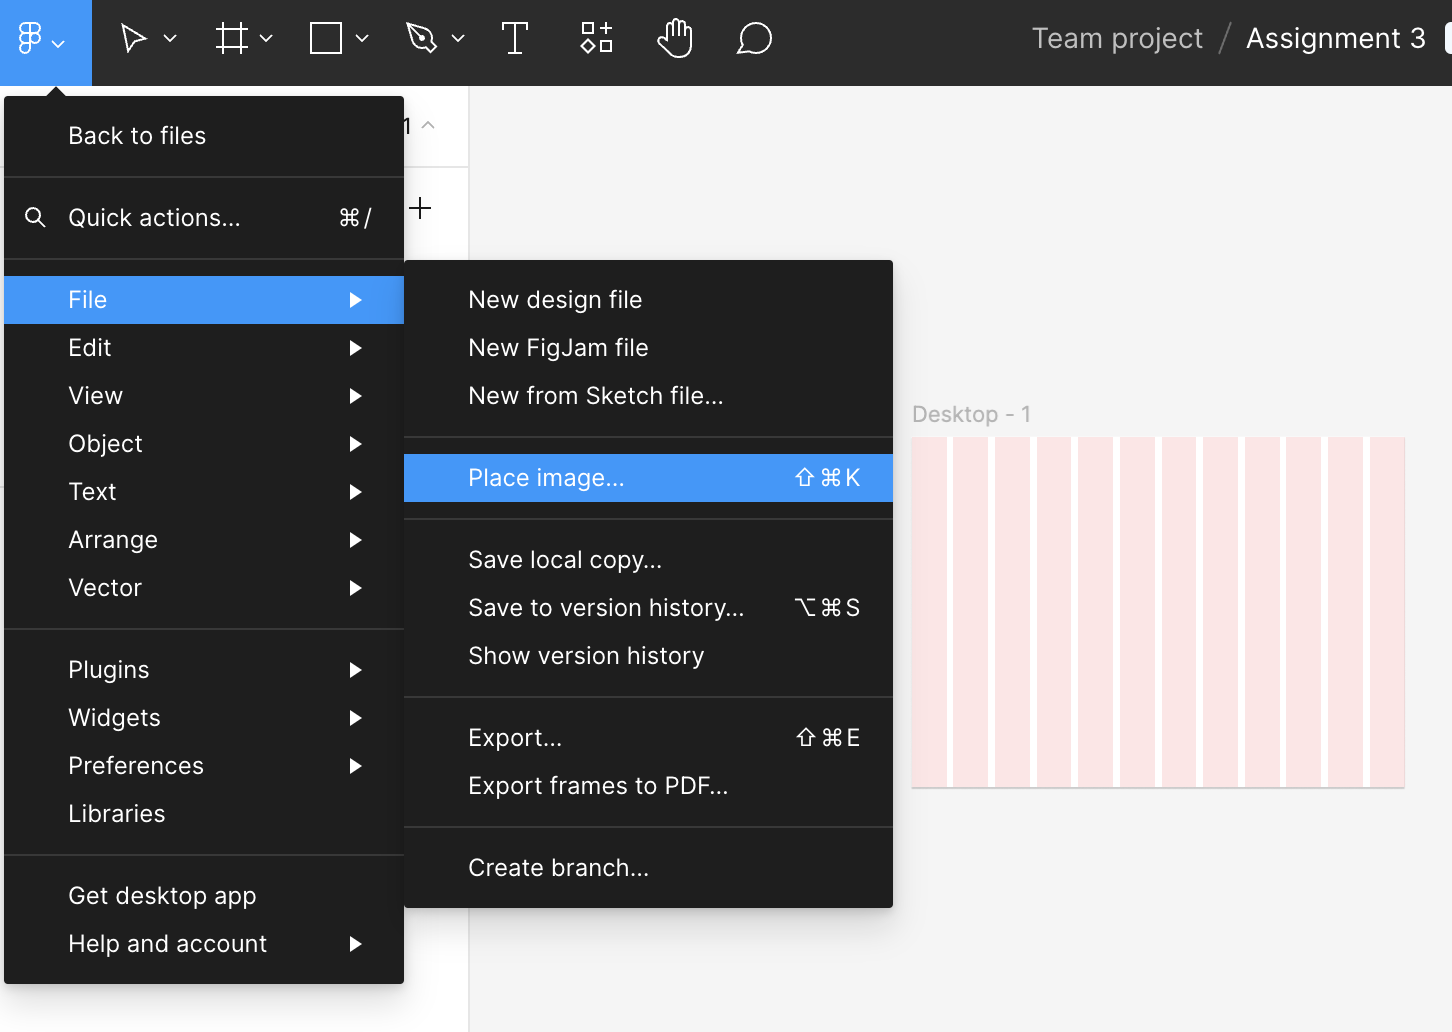 Team project / Assignment 3
1
Back to files
Quick actions... ⌘/
File
Edit
View
Object
Text
Arrange
Vector
Plugins
Widgets
Preferences
Libraries
Get desktop app
Help and account
New design file
New FigJam file
New from Sketch file...
Place image... ⇧⌘K
Save local copy...
Save to version history... ⌥⌘S
Show version history
Export... ⇧⌘E
Export frames to PDF...
Create branch...
Desktop - 1